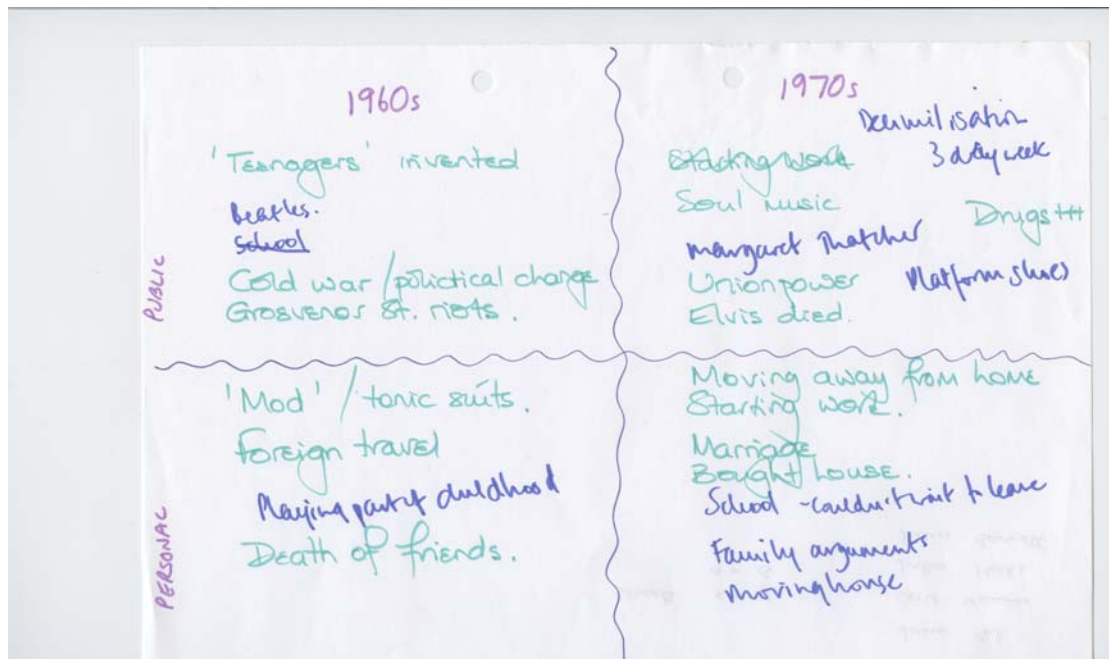 1960s
'Teenagers' invented
Beatles.
School
Cold war / polictical change
Grosvenor St. riots.
1970s
Decimilisation
3 day week
Starting work
Soul music
Drugs +++
Margaret Thatcher
Union power
Platform shoes
Elvis died.
PUBLIC
'Mod' / tonic suits.
Foreign travel
Playing part of childhood
Death of friends.
Moving away from home
Starting work.
Marriage
Bought house.
School - couldn't wait to leave
Family arguments
moving house
PERSONAL